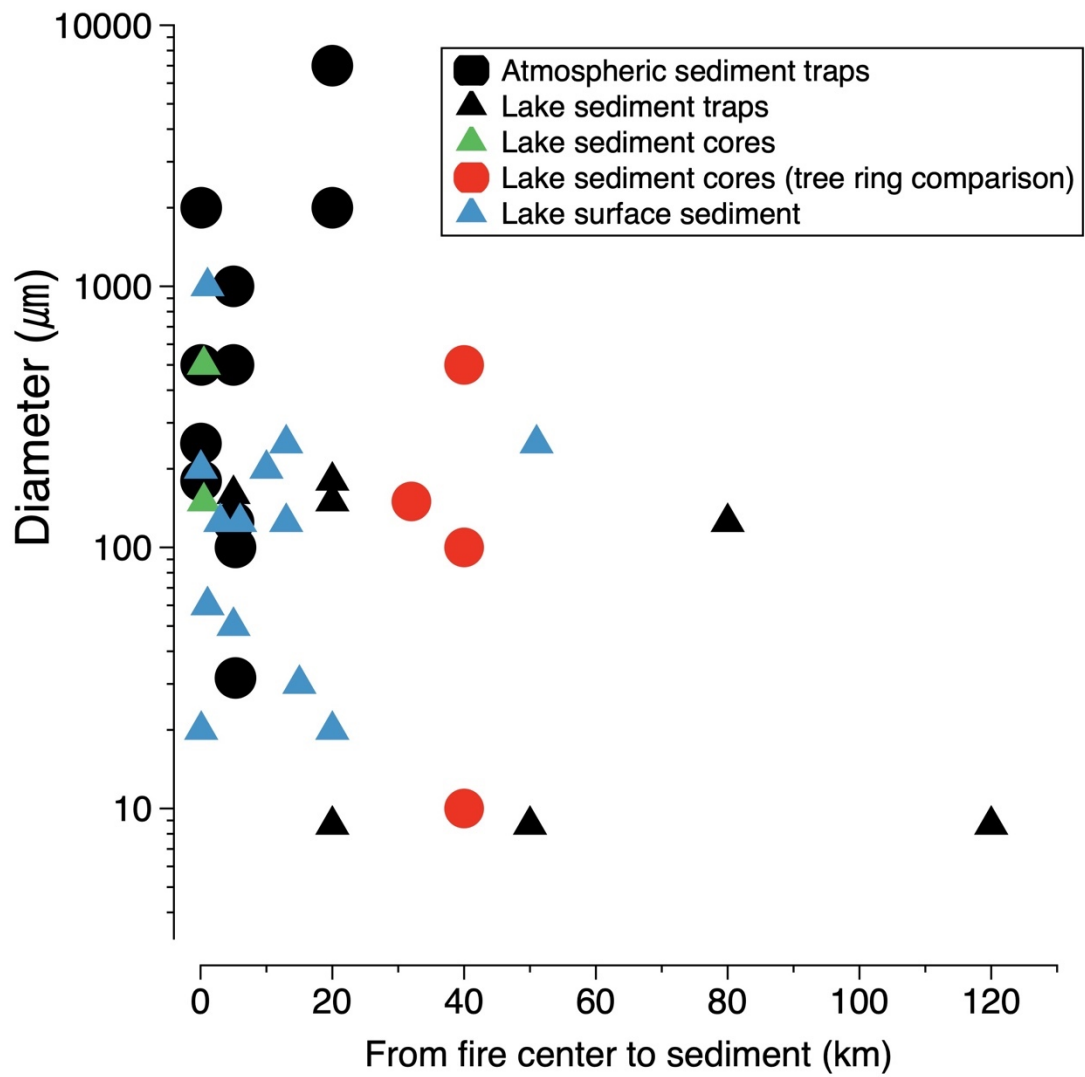 10000
1000
100
10
Diameter (㎛)
Atmospheric sediment traps
Lake sediment traps
Lake sediment cores
Lake sediment cores (tree ring comparison)
Lake surface sediment
0 20 40 60 80 100 120
From fire center to sediment (km)